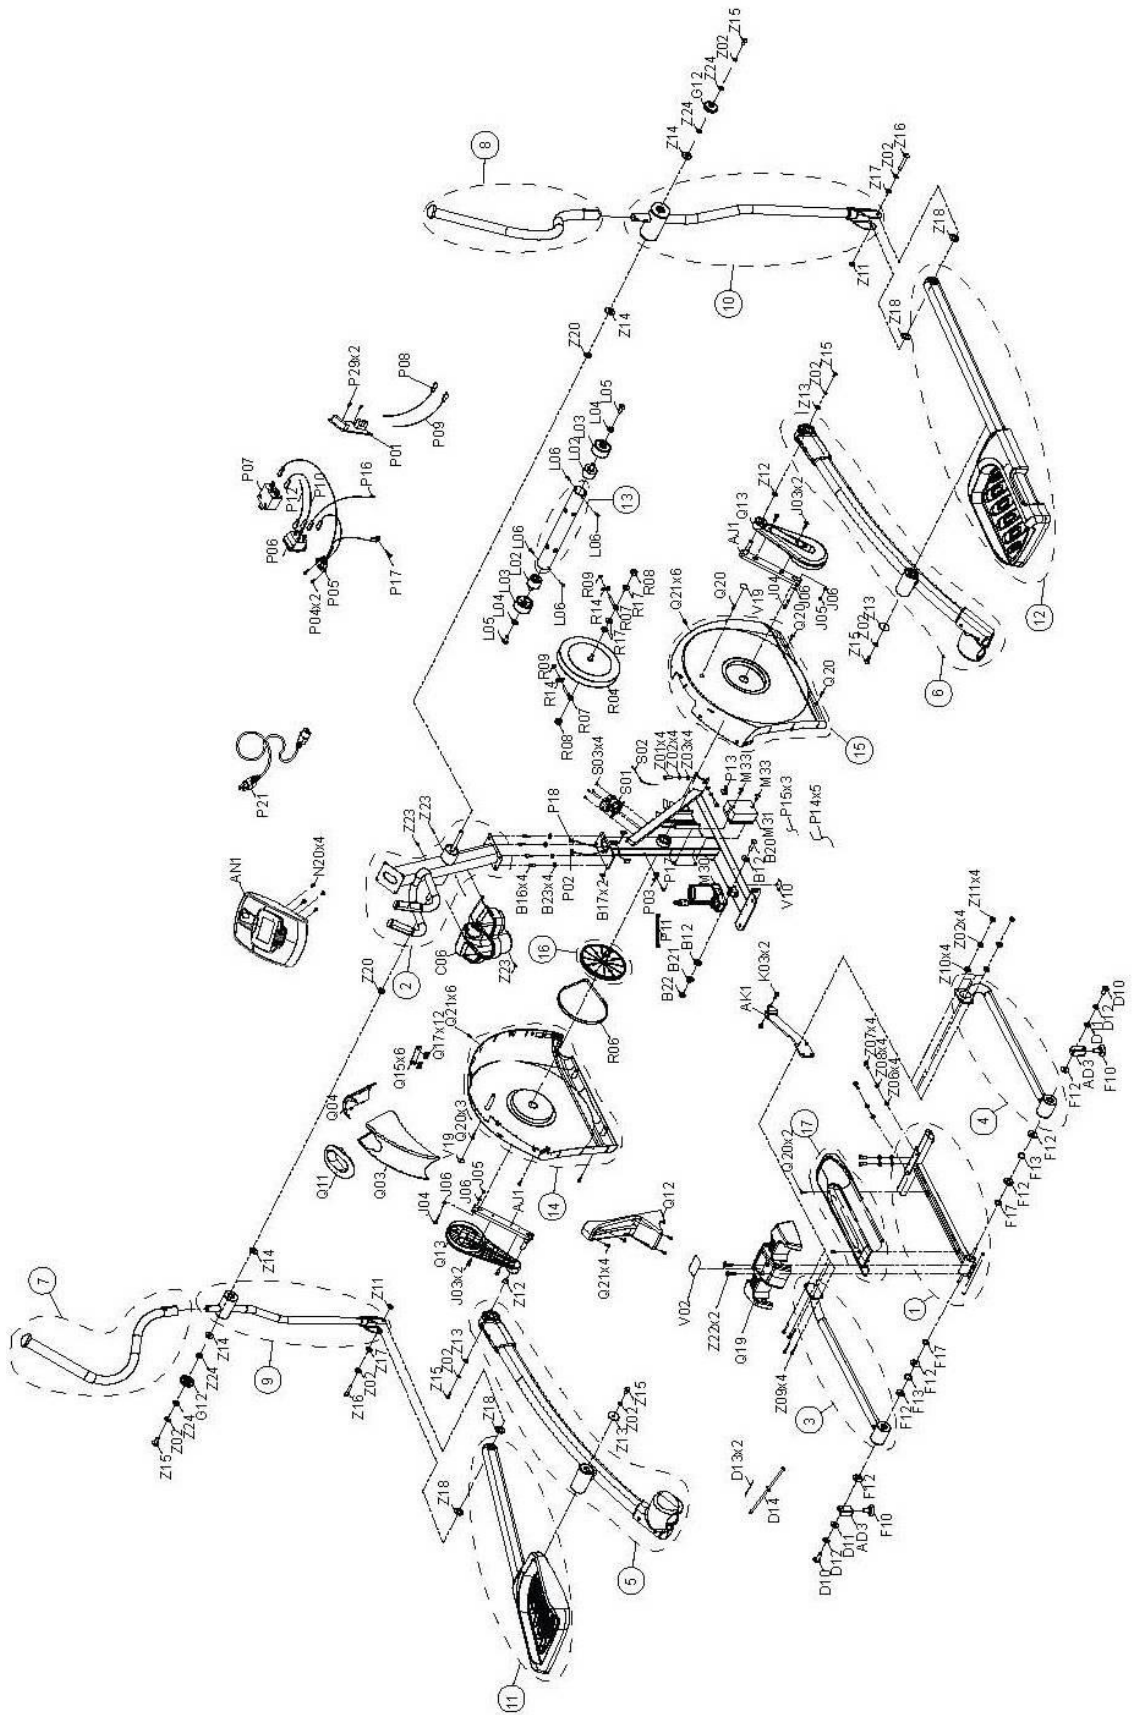 Z15
Z02
Z24
G12
Z24
Z14
8
Z16
Z02
Z17
Z18
Z11
10
Z18
Z14
Z20
P29x2
P08
P09
P01
P07
P12
P10
P16
P06
P05
P04x2
P17
L05
L04
L03
L02
L06
13
L06
L06
L02
L03
L04
L05
L06
Z15
Z02
Z13
Z12
J03x2
Q13
AJ1
J04
J06
J05
J06
12
R09
R14
R07
R17
R08
R17
R09
R14
R07
R08
R04
Q21x6
Q20
V19
Q20
Q20
Z13
Z02
Z15
6
15
P21
AN1
N20x4
Z23
Z23
2
C06
Z23
Z20
P18
S03x4
S01
S02
Z01x4
Z02x4
Z03x4
P13
M33
M33
P15x3
P14x5
M31
B20
B12
V10
M30
P17
P03
B17x2
P02
B23x4
B16x4
16
P11
B12
B21
B22
R06
K03x2
AK1
Z11x4
Z02x4
Z10x4
D10
D12
D11
AD3
F10
F12
4
F12
F13
F12
F17
Q21x6
Q17x12
Q15x6
Q04
Q11
Q03
Q20x3
V19
J05
J06
J06
J04
AJ1
Q13
J03x2
Z12
14
Q12
Q21x4
Z07x4
Z08x4
Z06x4
17
Q20x2
V02
Z22x2
Q19
1
Z09x4
3
F17
F12
F13
F12
F12
F10
AD3
D11
D12
D10
D13x2
D14
7
Z14
Z11
Z14
Z24
G12
Z24
Z02
Z15
9
Z17
Z02
Z16
Z13
Z02
Z15
Z18
Z18
Z15
Z02
Z13
5
11